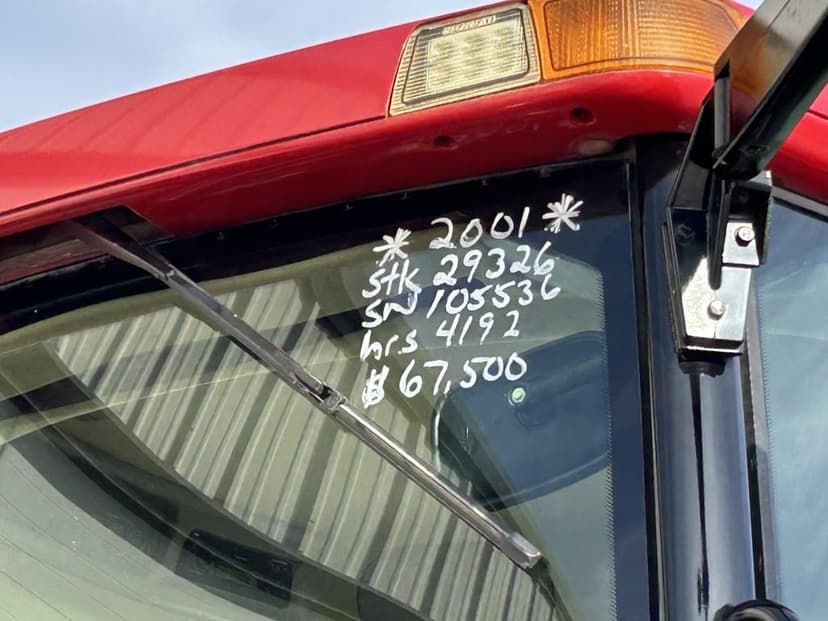 * 2001 *
stk 29326
SN 105536
hrs 4192
$ 67,500